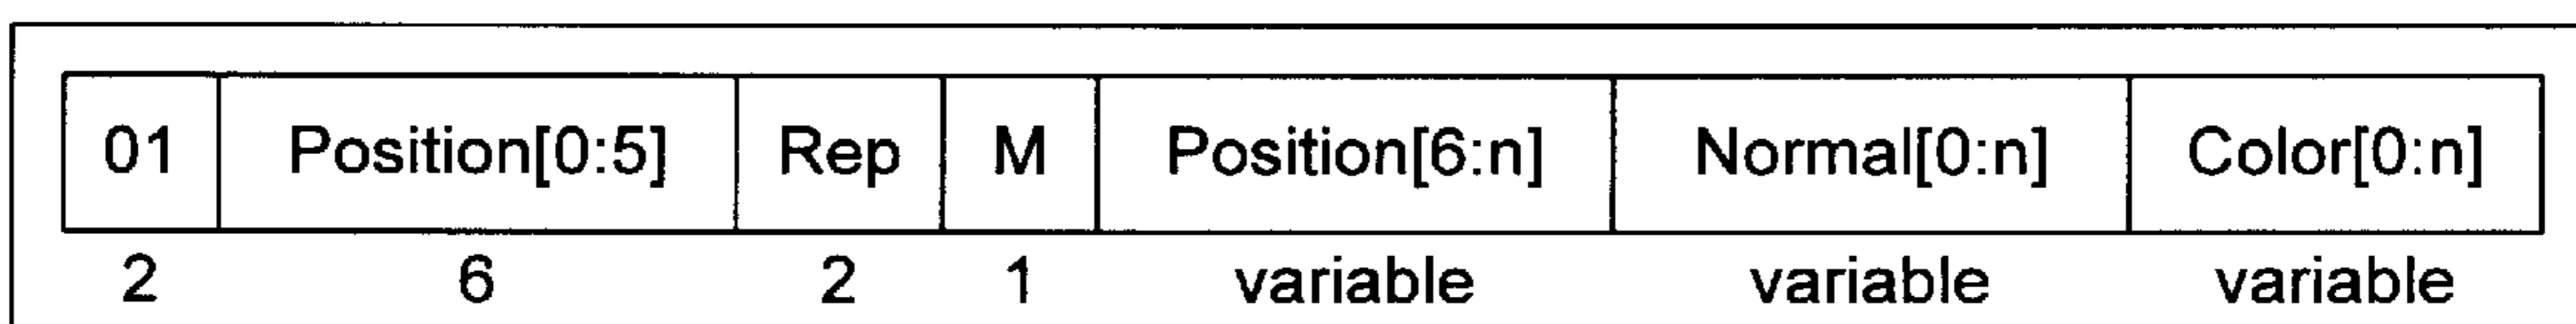 01 Position[0:5] Rep M Position[6:n] Normal[0:n] Color[0:n]
2 6 2 1 variable variable variable